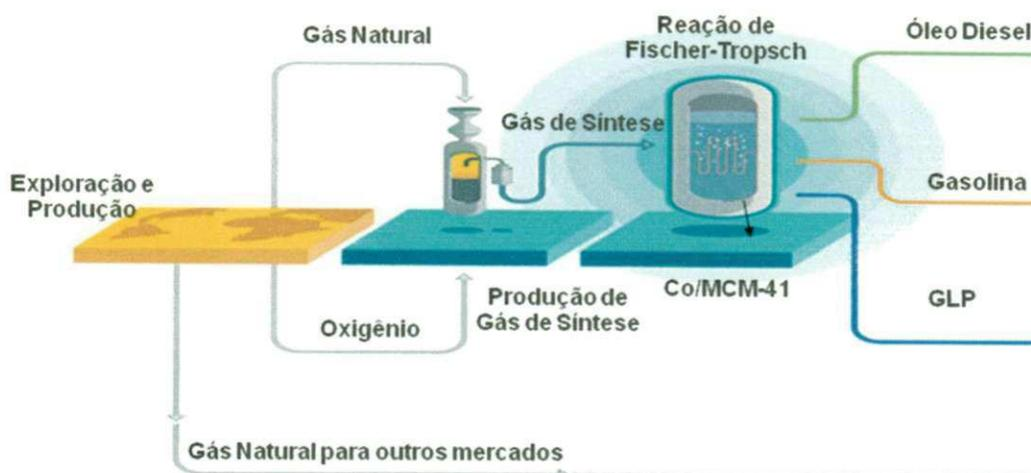 Gás Natural
Reação de
Fischer-Tropsch
Óleo Diesel
Gás de Síntese
Exploração e
Produção
Gasolina
Co/MCM-41
GLP
Oxigênio
Produção de
Gás de Síntese
Gás Natural para outros mercados